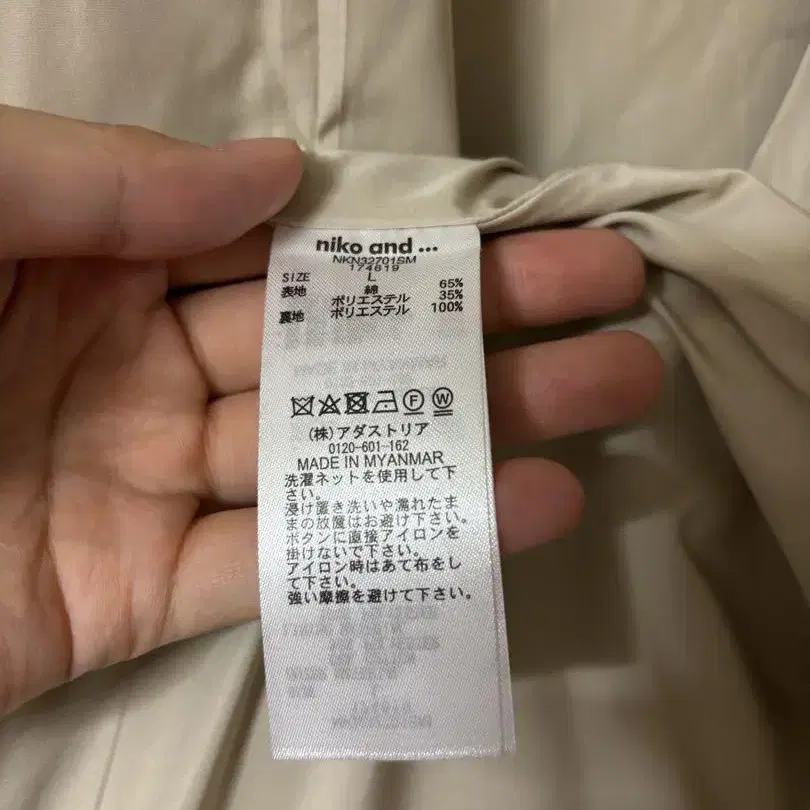 niko and ...
NKN32701SM
174619
SIZE L
表地 綿 65%
ポリエステル 35%
裏地 ポリエステル 100%
F W
(株)アダストリア
0120-601-162
MADE IN MYANMAR
洗濯ネットを使用して下
さい。
浸け置き洗いや濡れたま
まの放置はお避け下さい。
ボタンに直接アイロンを
掛けないで下さい。
アイロン時はあて布をし
て下さい。
強い摩擦を避けて下さい。